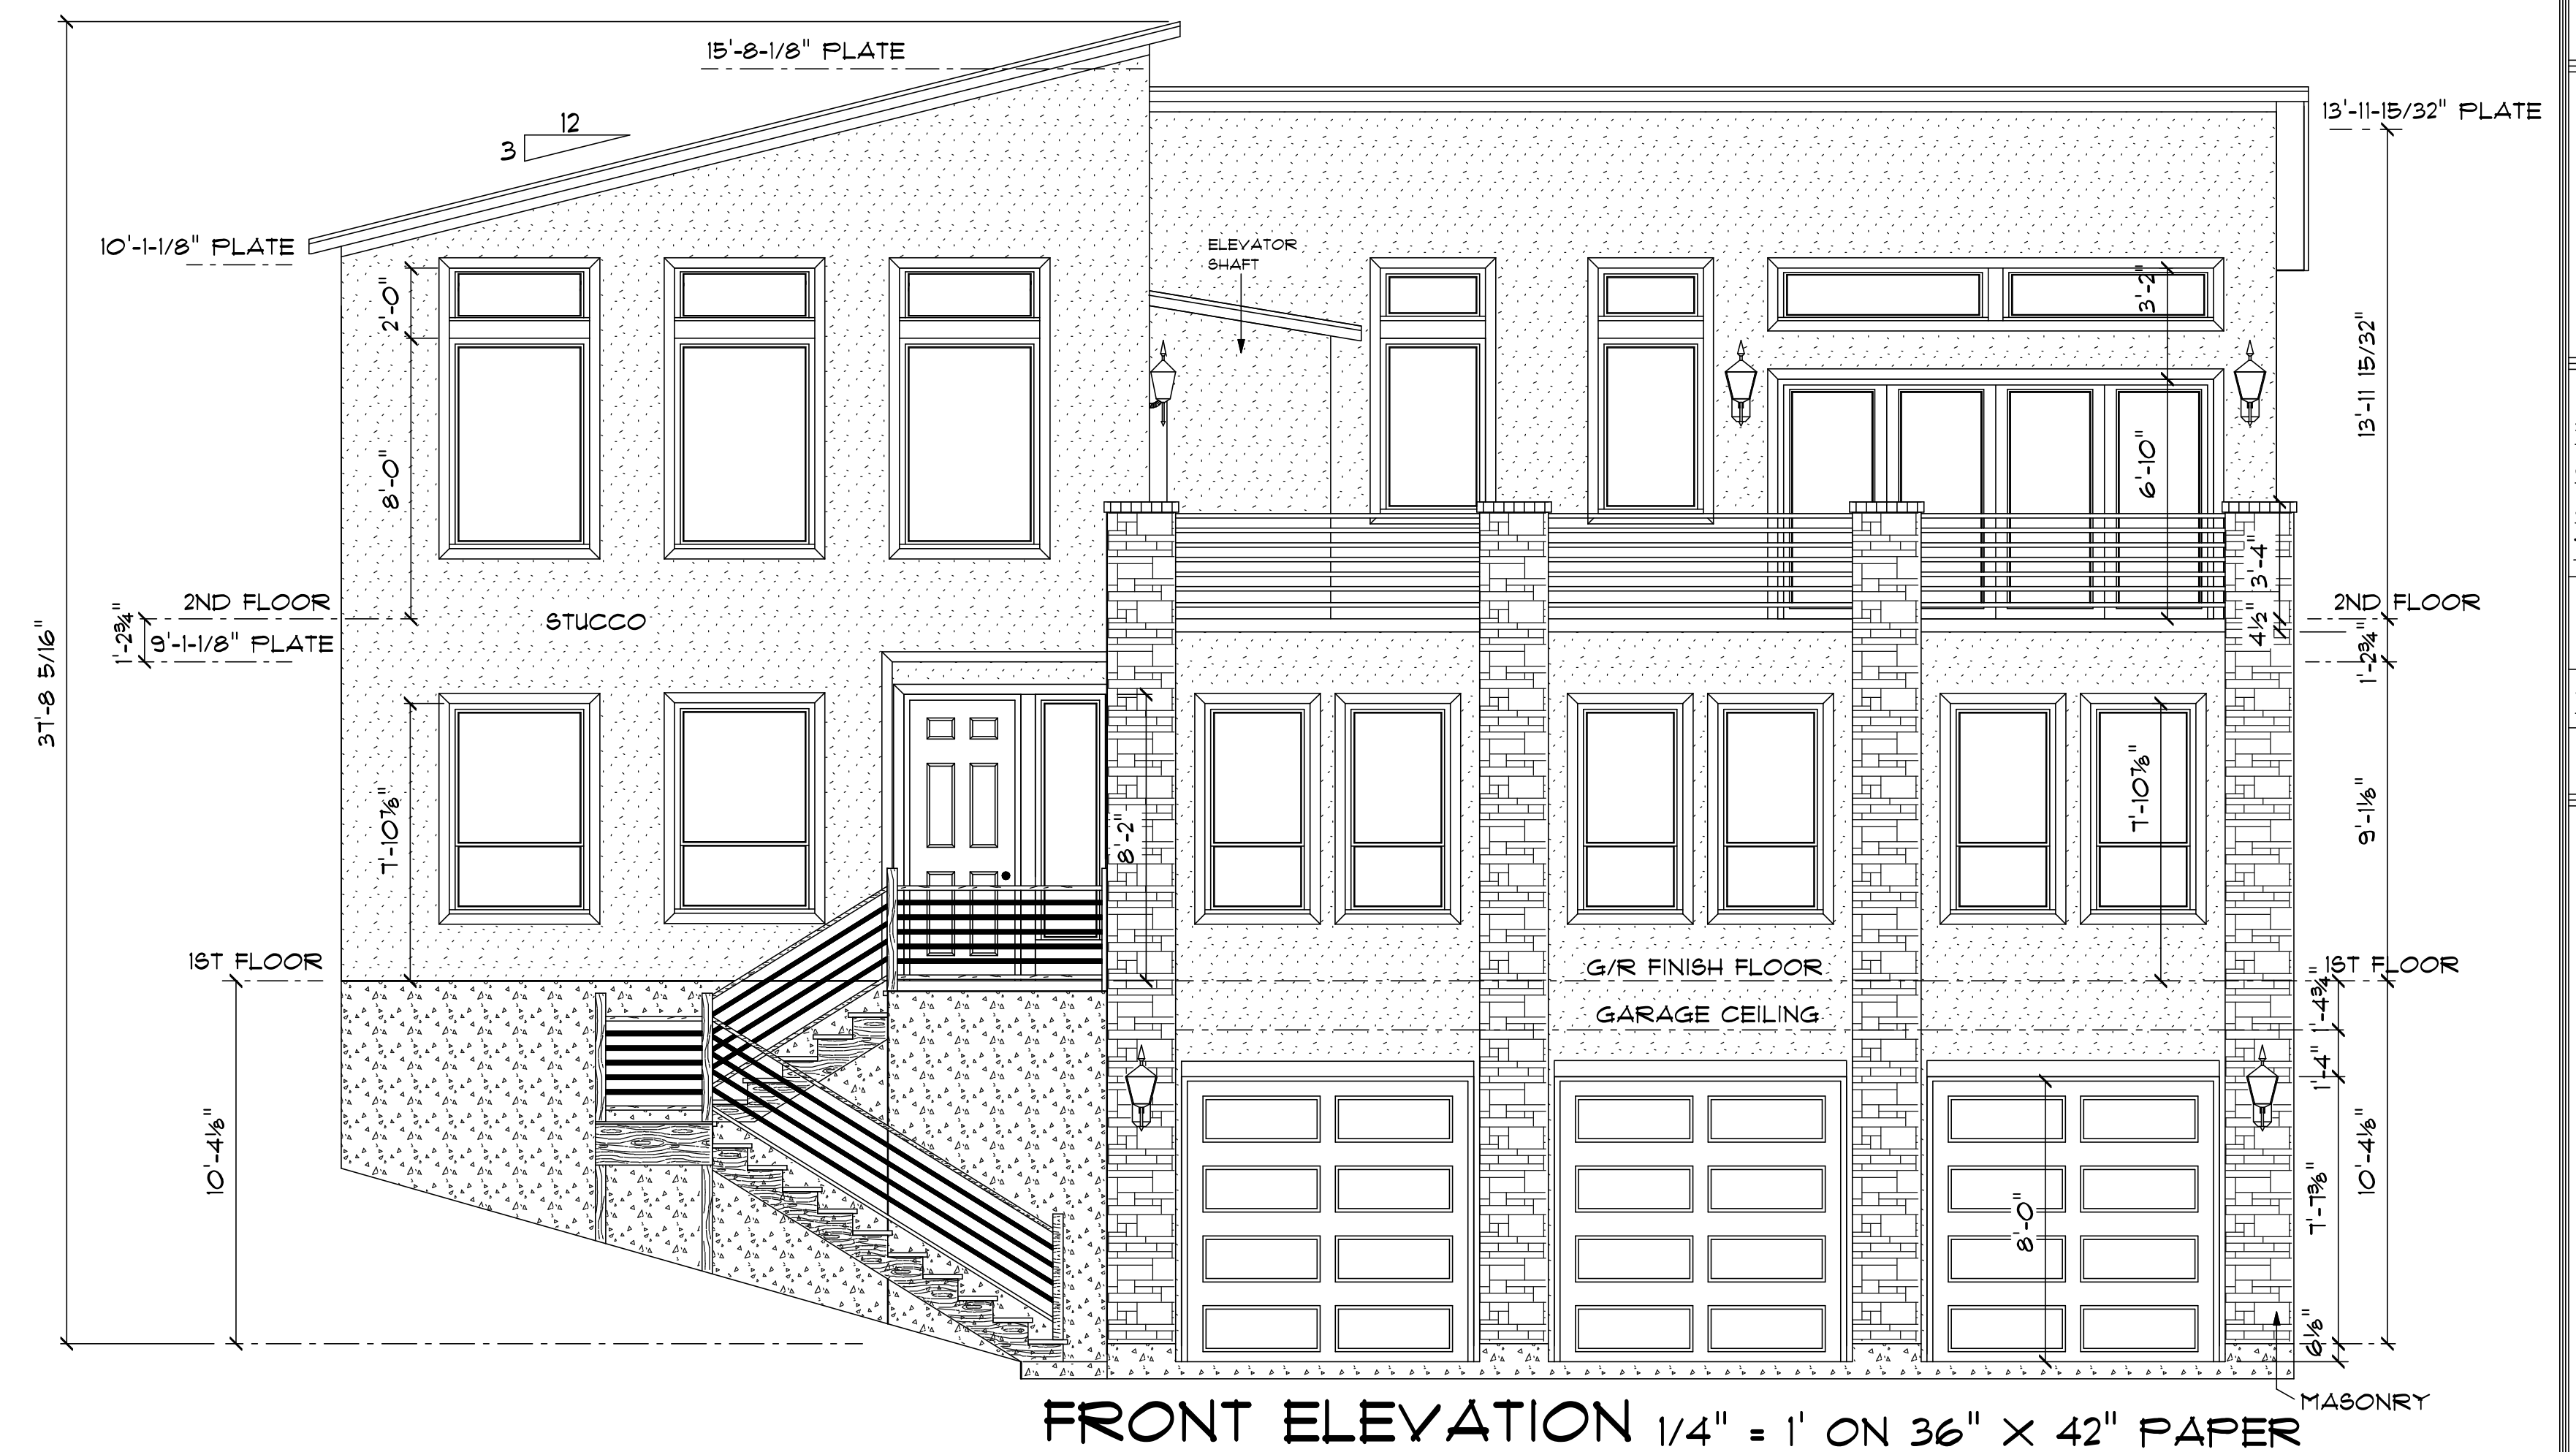 15'-8-1/8" PLATE
13'-11-15/32" PLATE
12
3
10'-1-1/8" PLATE
ELEVATOR
SHAFT
2'-0"
3'-2"
13'-11 15/32"
8'-0"
6'-10"
3'-4"
2ND FLOOR
STUCCO
2ND FLOOR
4½"
1'-2¾"
9'-1-1/8" PLATE
1'-2¾"
37'-8 5/16"
7'-10⅞"
8'-2"
7'-10⅞"
9'-1⅛"
1ST FLOOR
G/R FINISH FLOOR
1ST FLOOR
1'-4¾"
GARAGE CEILING
1'-4"
10'-4⅛"
8'-0"
7'-7⅜"
10'-4⅛"
6⅛"
MASONRY
FRONT ELEVATION 1/4" = 1' ON 36" X 42" PAPER